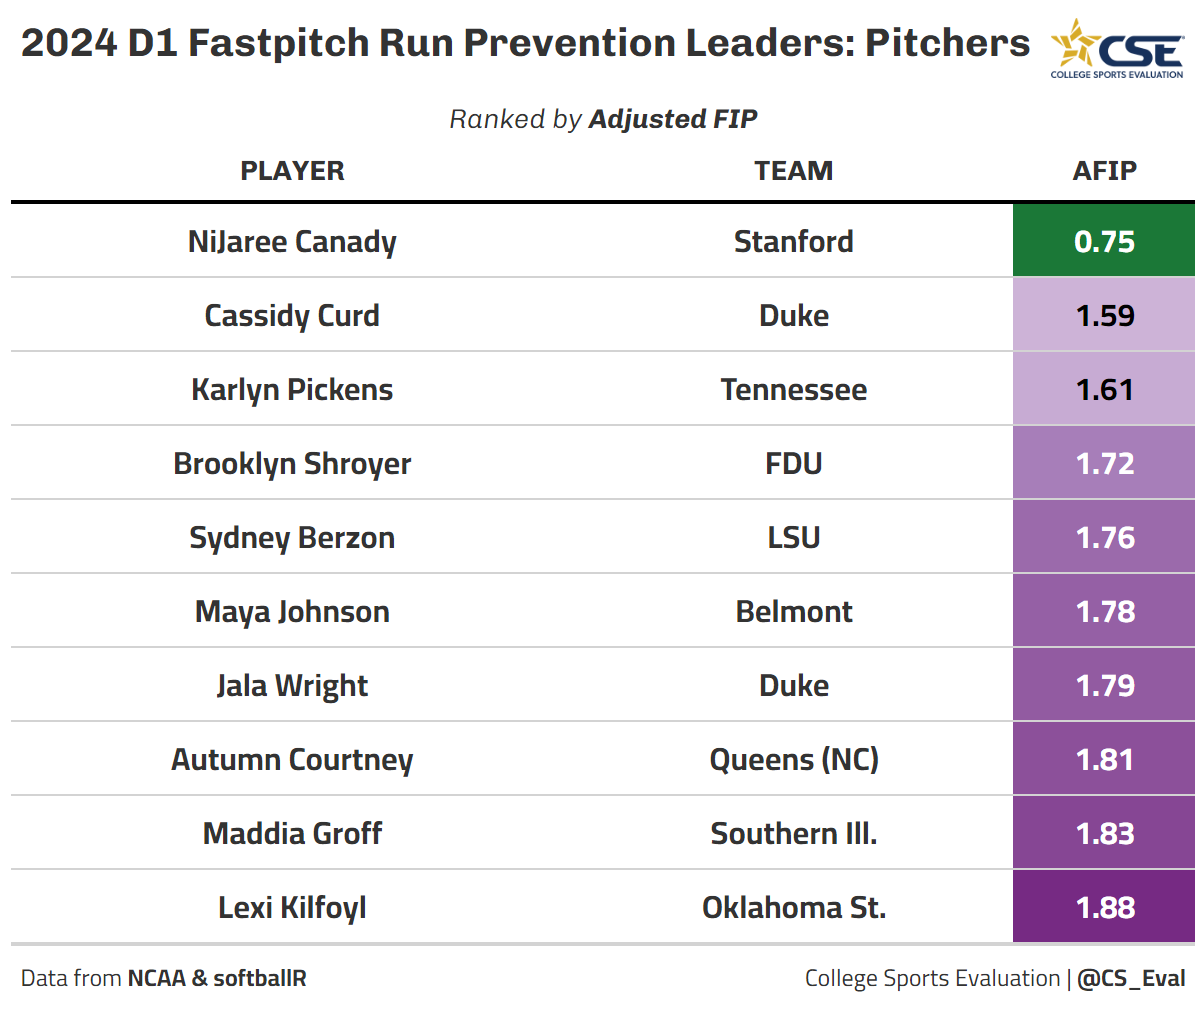 2024 D1 Fastpitch Run Prevention Leaders: Pitchers
CSE
COLLEGE SPORTS EVALUATION
Ranked by Adjusted FIP
PLAYER TEAM AFIP
NiJaree Canady Stanford 0.75
Cassidy Curd Duke 1.59
Karlyn Pickens Tennessee 1.61
Brooklyn Shroyer FDU 1.72
Sydney Berzon LSU 1.76
Maya Johnson Belmont 1.78
Jala Wright Duke 1.79
Autumn Courtney Queens (NC) 1.81
Maddia Groff Southern Ill. 1.83
Lexi Kilfoyl Oklahoma St. 1.88
Data from NCAA & softballR College Sports Evaluation | @CS_Eval